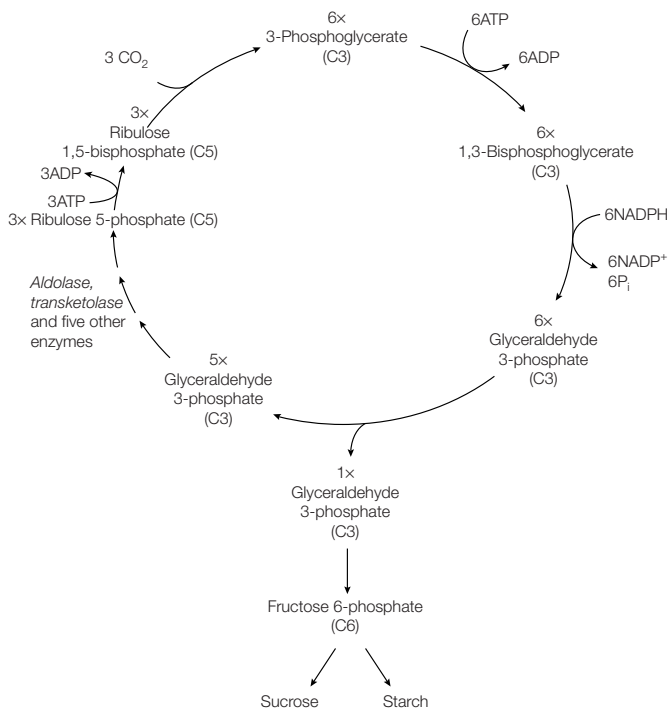 6×
3-Phosphoglycerate
(C3)
6ATP
6ADP
6×
1,3-Bisphosphoglycerate
(C3)
6NADPH
6NADP⁺
6Pᵢ
6×
Glyceraldehyde
3-phosphate
(C3)
5×
Glyceraldehyde
3-phosphate
(C3)
Aldolase,
transketolase
and five other
enzymes
3× Ribulose 5-phosphate (C5)
3ATP
3ADP
3×
Ribulose
1,5-bisphosphate (C5)
3 CO₂
1×
Glyceraldehyde
3-phosphate
(C3)
Fructose 6-phosphate
(C6)
Sucrose
Starch